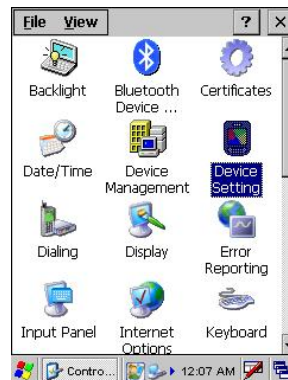 File View ? ×
Backlight Bluetooth Device ... Certificates
Date/Time Device Management Device Setting
Dialing Display Error Reporting
Input Panel Internet Options Keyboard
Contro... 12:07 AM